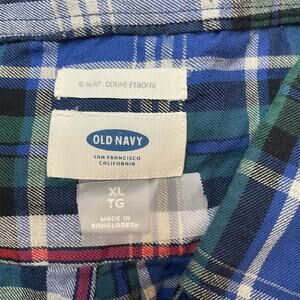 SLIM FIT · COUPE ÉTROITE
OLD NAVY
SAN FRANCISCO
CALIFORNIA
XL
TG
MADE IN
BANGLADESH